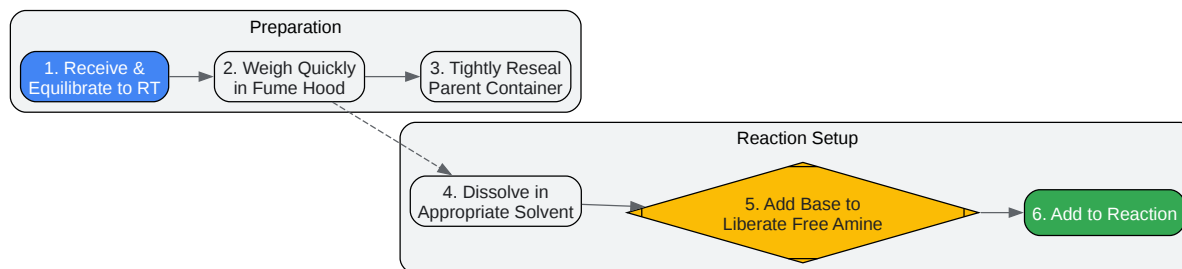 Preparation
1. Receive &
Equilibrate to RT
2. Weigh Quickly
in Fume Hood
3. Tightly Reseal
Parent Container
Reaction Setup
4. Dissolve in
Appropriate Solvent
5. Add Base to
Liberate Free Amine
6. Add to Reaction